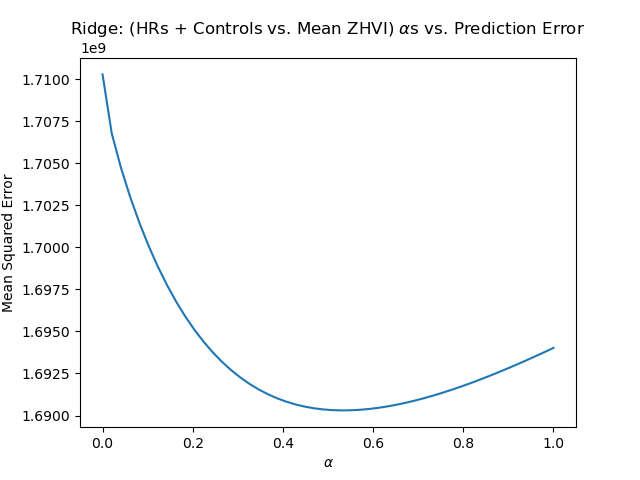 Ridge: (HRs + Controls vs. Mean ZHVI) αs vs. Prediction Error
1e9
1.7100
1.7075
1.7050
1.7025
1.7000
1.6975
1.6950
1.6925
1.6900
Mean Squared Error
0.0 0.2 0.4 0.6 0.8 1.0
α